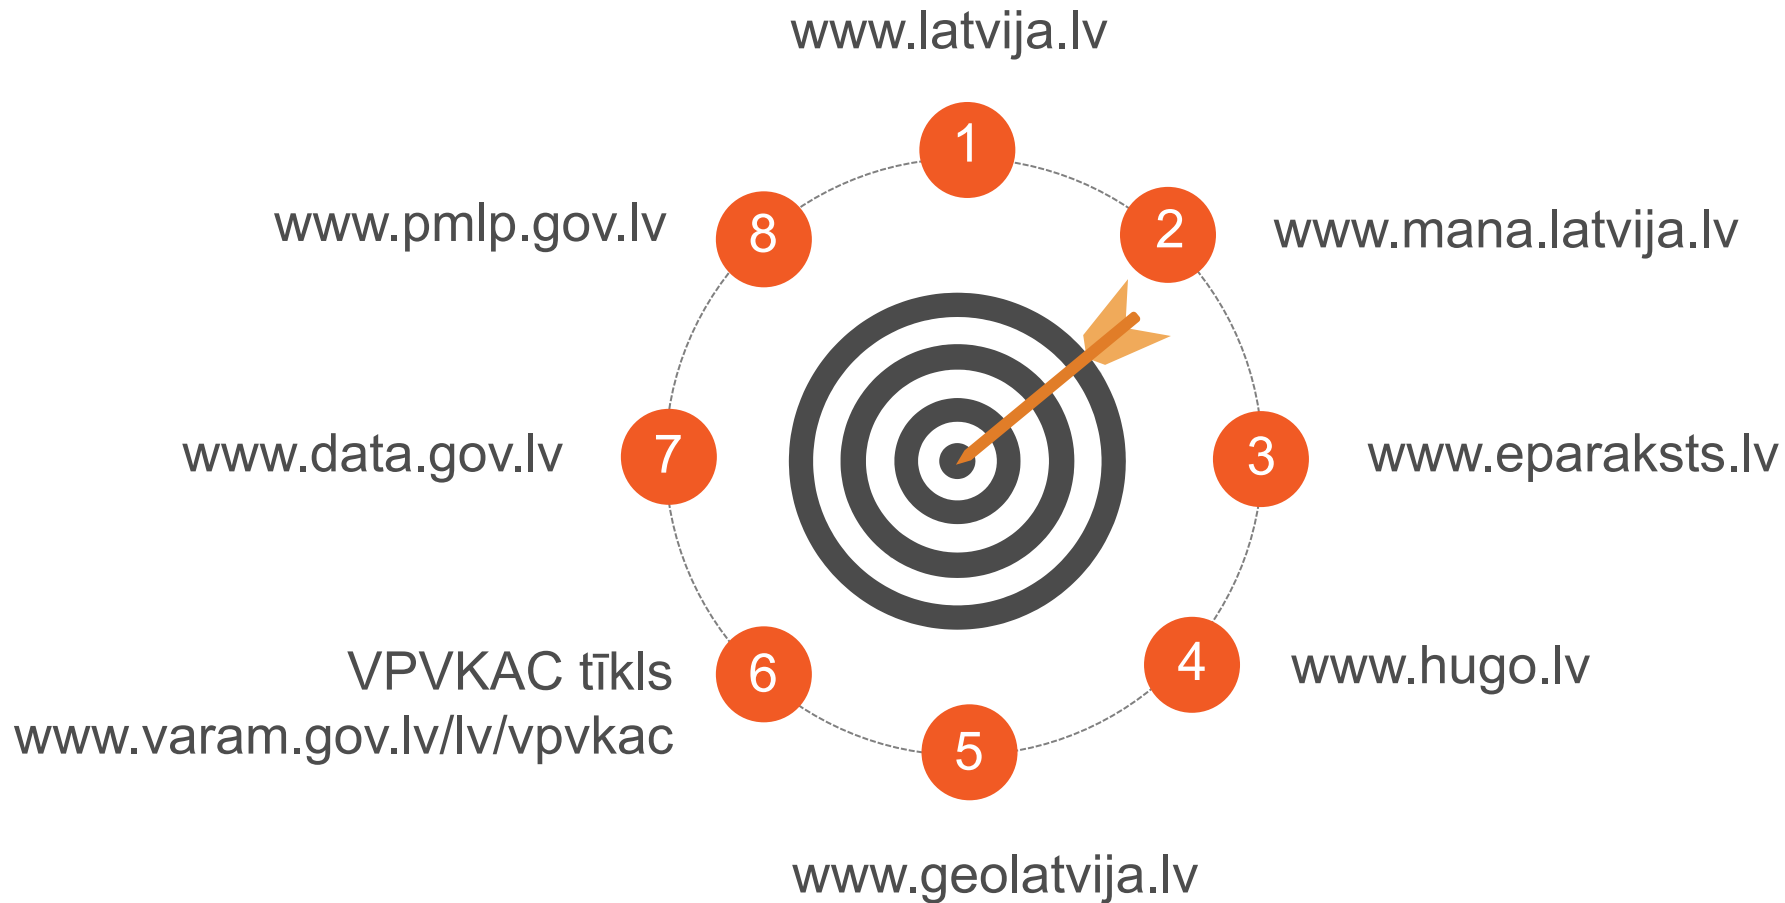 www.latvija.lv
1
2
www.mana.latvija.lv
3
www.eparaksts.lv
4
www.hugo.lv
5
www.geolatvija.lv
6
VPVKAC tīkls
www.varam.gov.lv/lv/vpvkac
7
www.data.gov.lv
8
www.pmlp.gov.lv